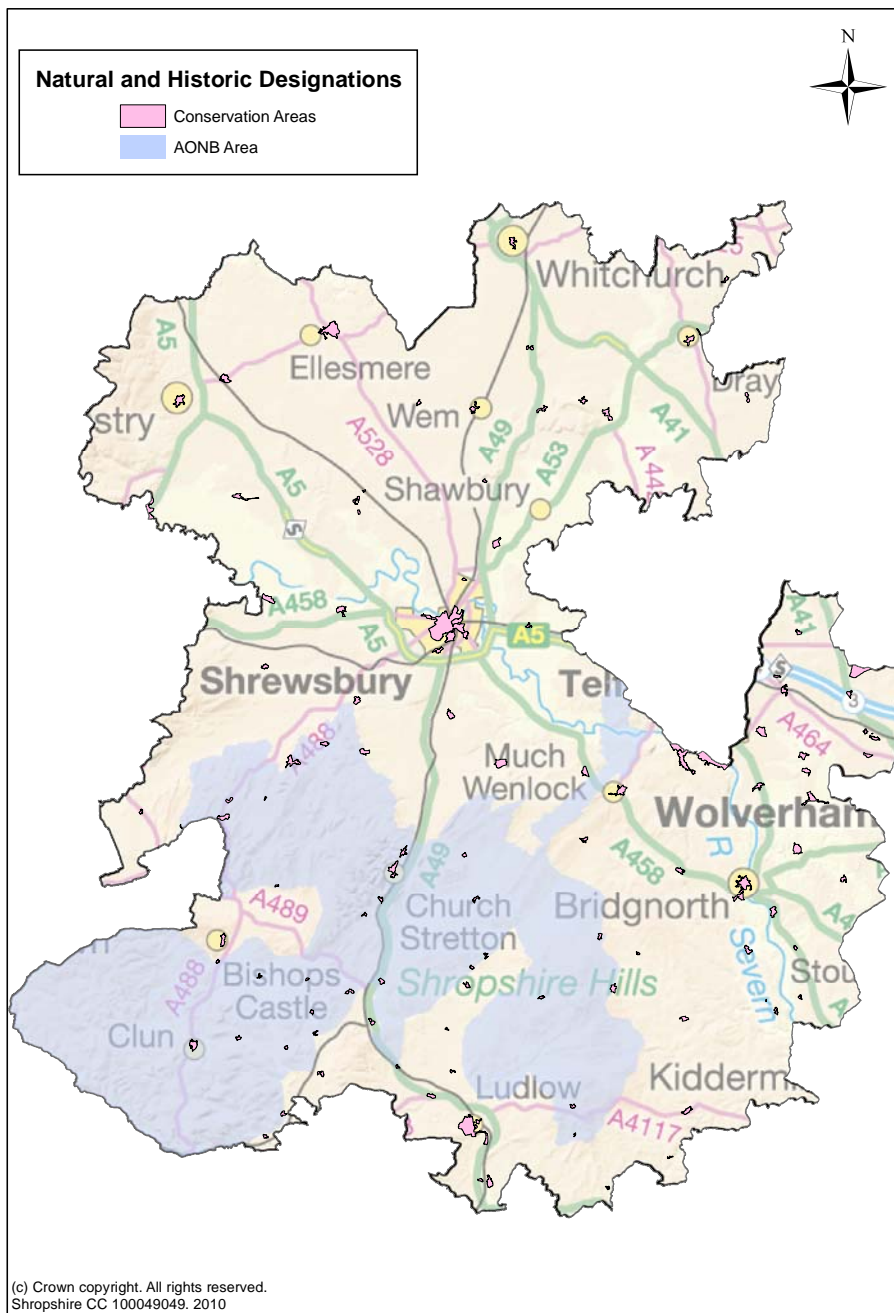 N
Natural and Historic Designations
Conservation Areas
AONB Area
Whitchurch
A5
Ellesmere
Dray
stry
Wem
A528
A49
A41
A53
A5
Shawbury
5
A458
A41
A5
A5
Shrewsbury
Telf
5
3
A488
A464
Much
Wenlock
Wolverham
R
A49
A458
A489
Church
Stretton
Bridgnorth
A488
Bishops
Castle
Shropshire Hills
Severn
Stou
Clun
Ludlow
Kidderm
A4117
(c) Crown copyright. All rights reserved.
Shropshire CC 100049049. 2010